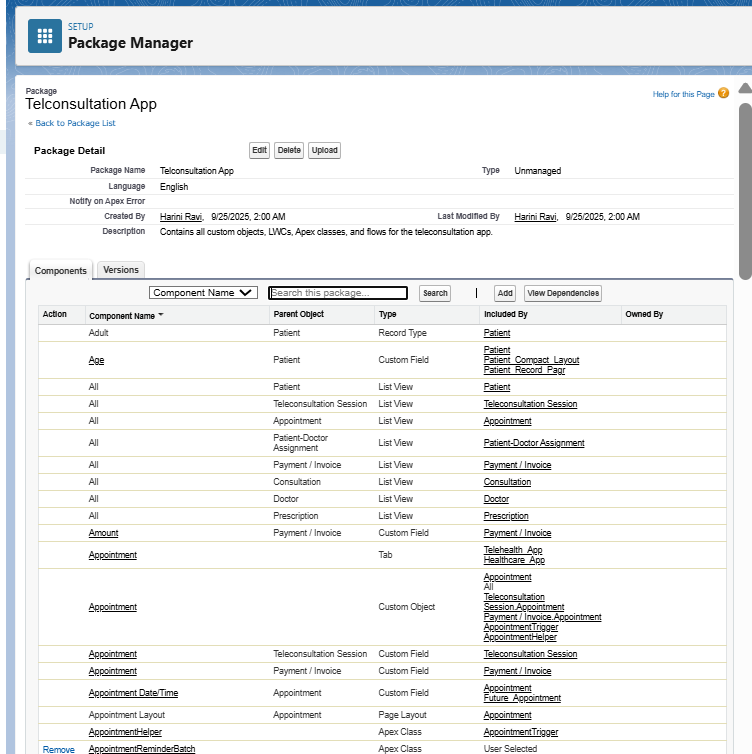 SETUP
Package Manager
Package
Telconsultation App
Help for this Page
« Back to Package List
Package Detail Edit Delete Upload
Package Name Telconsultation App Type Unmanaged
Language English
Notify on Apex Error
Created By Harini Ravi, 9/25/2025, 2:00 AM Last Modified By Harini Ravi, 9/25/2025, 2:00 AM
Description Contains all custom objects, LWCs, Apex classes, and flows for the teleconsultation app.
Components Versions
Component Name Search this package... Search | Add View Dependencies
Action Component Name Parent Object Type Included By Owned By
Adult Patient Record Type Patient
Age Patient Custom Field Patient
Patient_Compact_Layout
Patient_Record_Pagr
All Patient List View Patient
All Teleconsultation Session List View Teleconsultation Session
All Appointment List View Appointment
All Patient-Doctor
Assignment List View Patient-Doctor Assignment
All Payment / Invoice List View Payment / Invoice
All Consultation List View Consultation
All Doctor List View Doctor
All Prescription List View Prescription
Amount Payment / Invoice Custom Field Payment / Invoice
Appointment Tab Telehealth_App
Healthcare_App
Appointment Custom Object Appointment
All
Teleconsultation
Session.Appointment
Payment / Invoice.Appointment
AppointmentTrigger
AppointmentHelper
Appointment Teleconsultation Session Custom Field Teleconsultation Session
Appointment Payment / Invoice Custom Field Payment / Invoice
Appointment Date/Time Appointment Custom Field Appointment
Future_Appointment
Appointment Layout Appointment Page Layout Appointment
AppointmentHelper Apex Class AppointmentTrigger
Remove AppointmentReminderBatch Apex Class User Selected